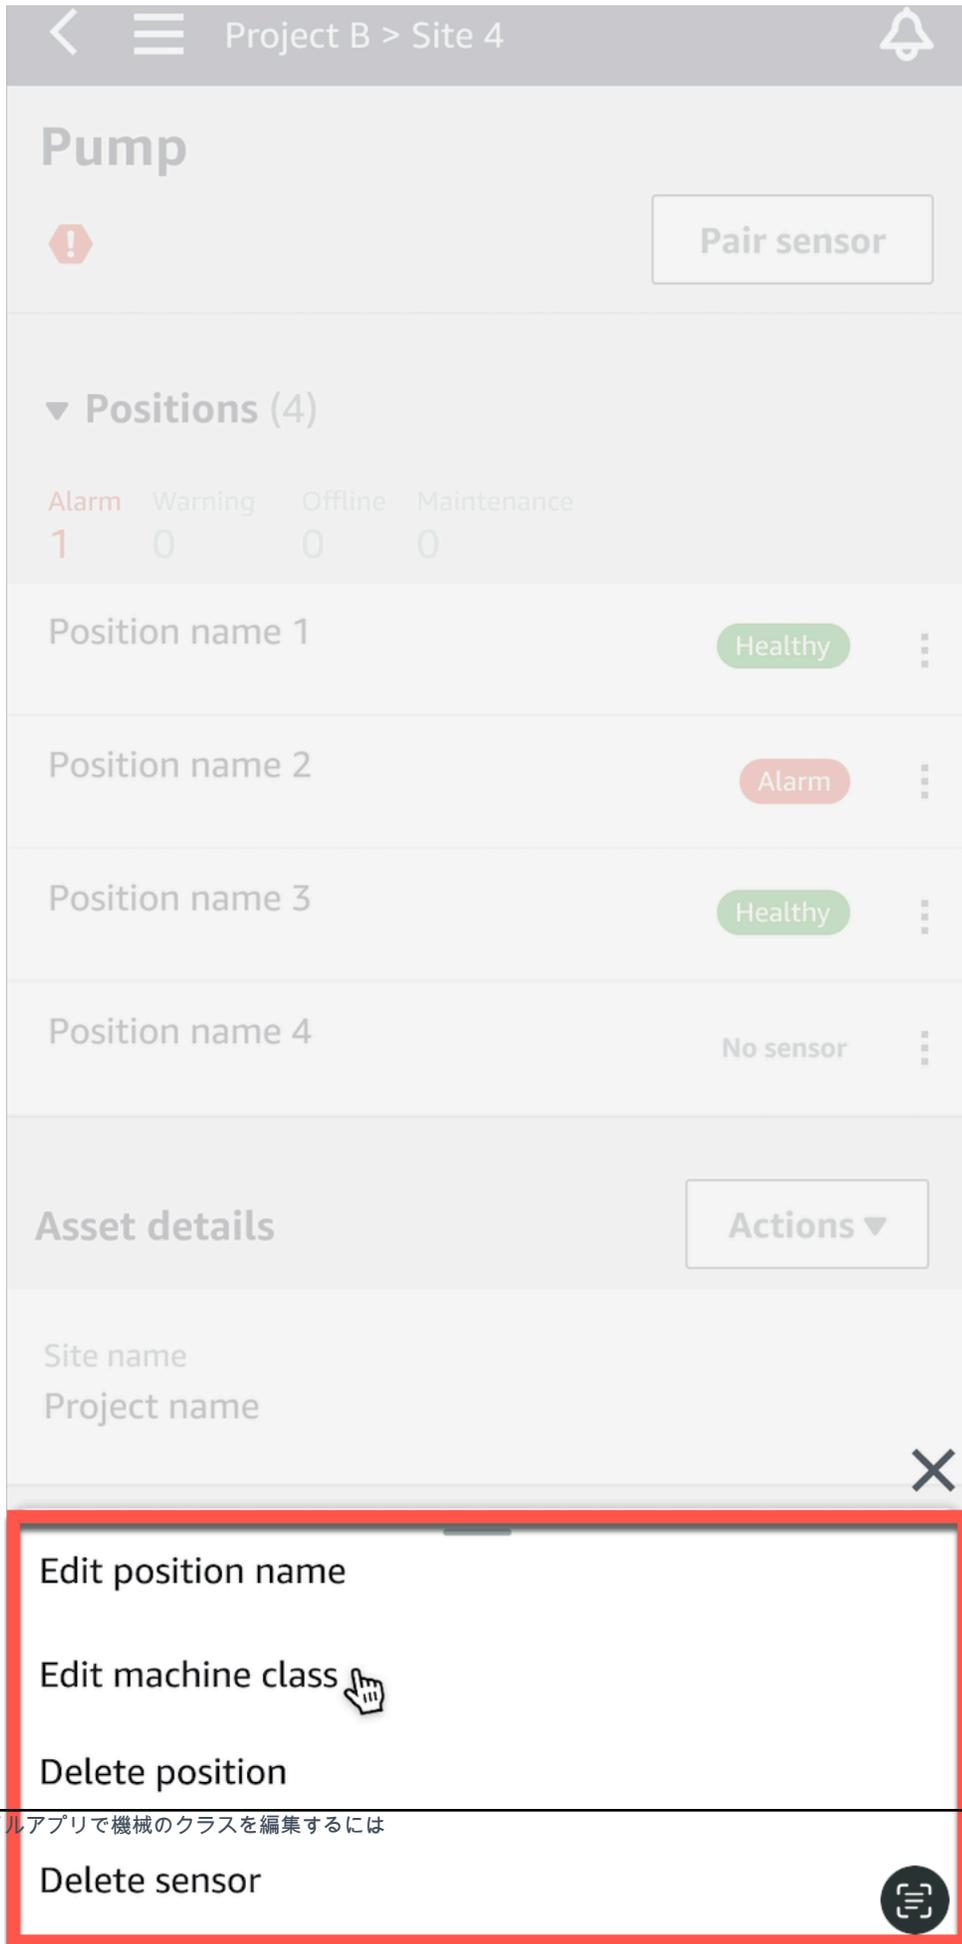 Project B > Site 4
Pump
Pair sensor
Positions (4)
Alarm Warning Offline Maintenance
1 0 0 0
Position name 1 Healthy
Position name 2 Alarm
Position name 3 Healthy
Position name 4 No sensor
Asset details Actions
Site name
Project name
Edit position name
Edit machine class
Delete position
ルアプリで機械のクラスを編集するには
Delete sensor